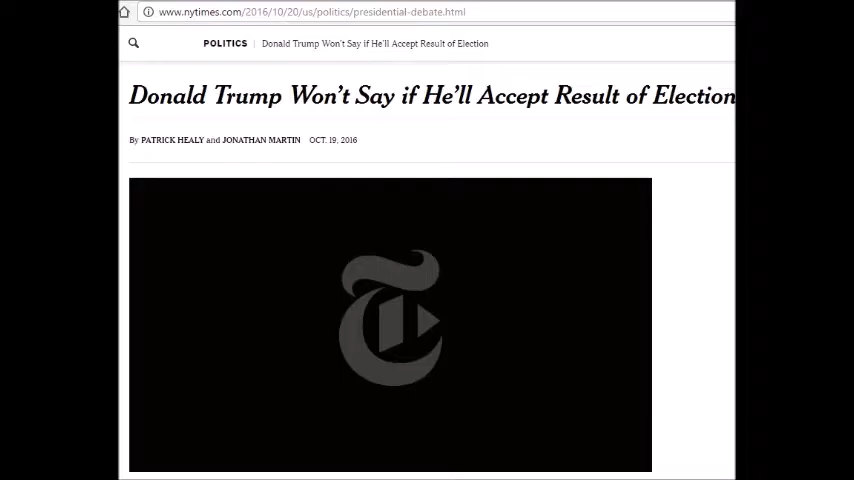 www.nytimes.com/2016/10/20/us/politics/presidential-debate.html
POLITICS | Donald Trump Won't Say if He'll Accept Result of Election
Donald Trump Won't Say if He'll Accept Result of Election
By PATRICK HEALY and JONATHAN MARTIN OCT. 19, 2016